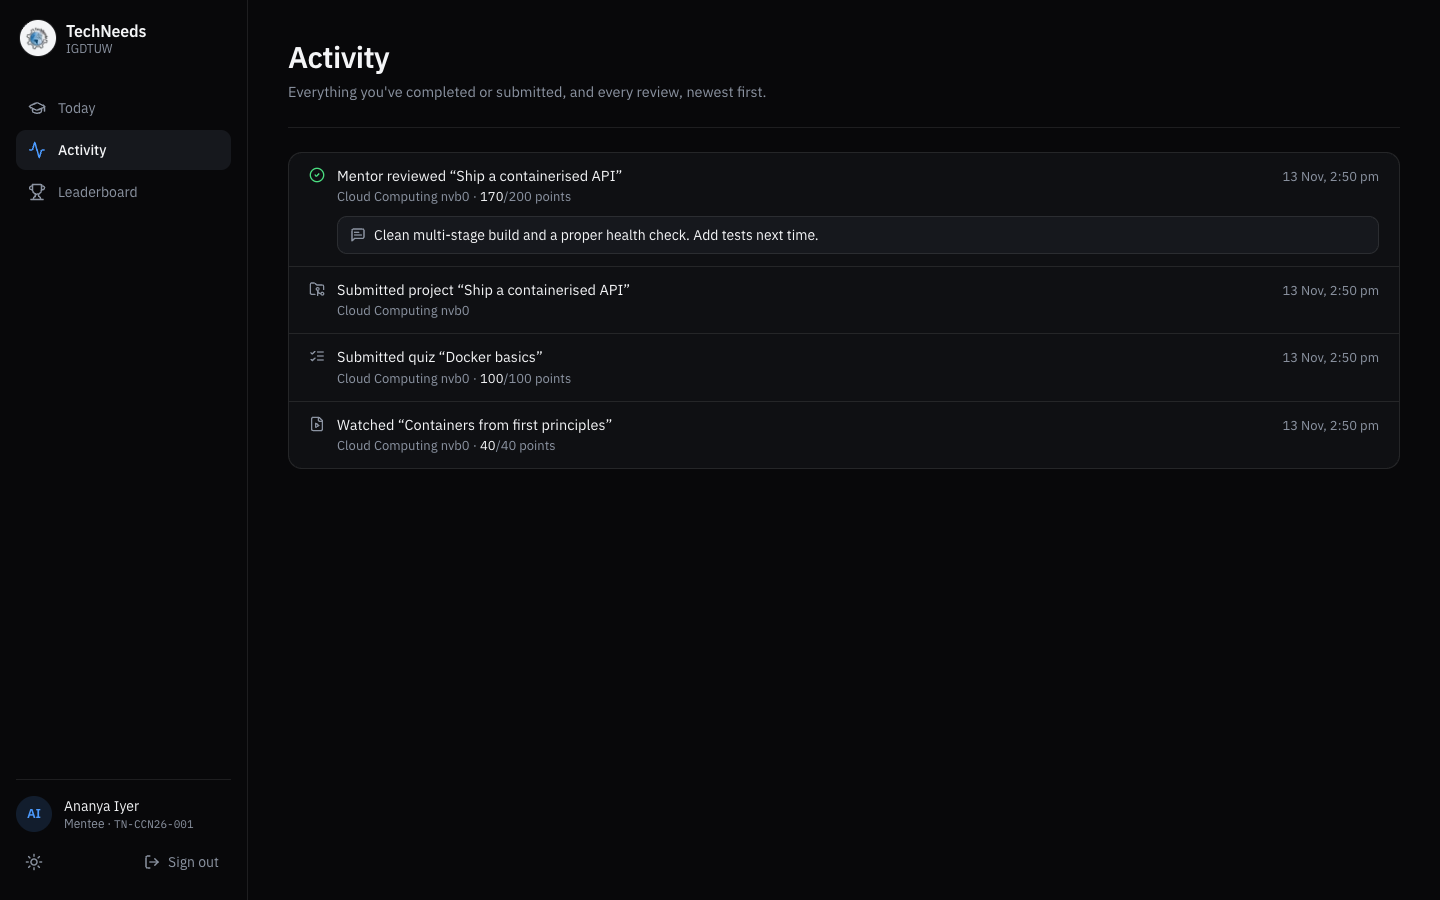 TechNeeds
IGDTUW
Today
Activity
Leaderboard
Activity
Everything you've completed or submitted, and every review, newest first.
Mentor reviewed “Ship a containerised API”
13 Nov, 2:50 pm
Cloud Computing nvb0 · 170/200 points
Clean multi-stage build and a proper health check. Add tests next time.
Submitted project “Ship a containerised API”
13 Nov, 2:50 pm
Cloud Computing nvb0
Submitted quiz “Docker basics”
13 Nov, 2:50 pm
Cloud Computing nvb0 · 100/100 points
Watched “Containers from first principles”
13 Nov, 2:50 pm
Cloud Computing nvb0 · 40/40 points
AI
Ananya Iyer
Mentee · TN-CCN26-001
Sign out